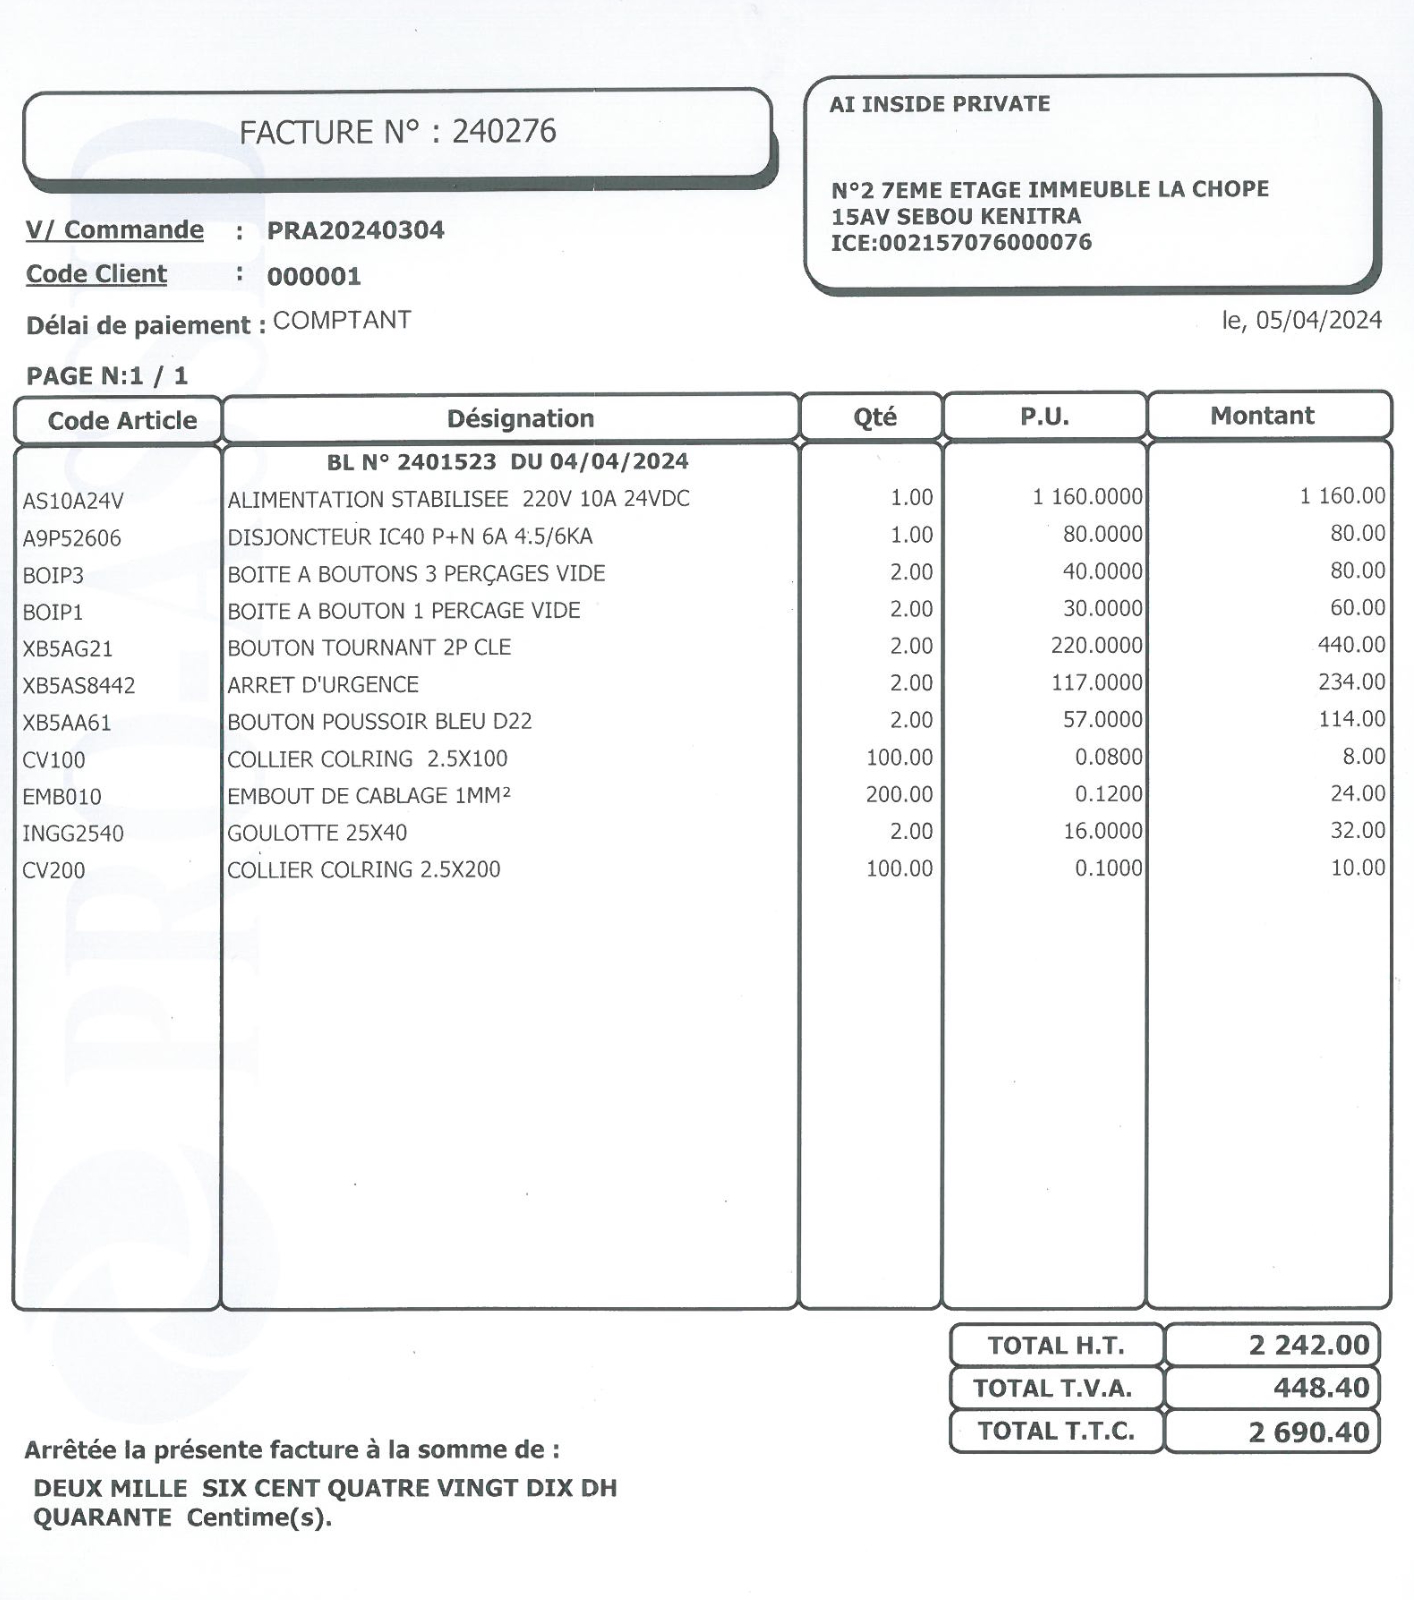 FACTURE N° : 240276
AI INSIDE PRIVATE
N°2 7EME ETAGE IMMEUBLE LA CHOPE
15AV SEBOU KENITRA
ICE:002157076000076
V/ Commande : PRA20240304
Code Client : 000001
Délai de paiement : COMPTANT
le, 05/04/2024
PAGE N:1 / 1
Code Article Désignation Qté P.U. Montant
BL N° 2401523 DU 04/04/2024
AS10A24V ALIMENTATION STABILISEE 220V 10A 24VDC 1.00 1 160.0000 1 160.00
A9P52606 DISJONCTEUR IC40 P+N 6A 4.5/6KA 1.00 80.0000 80.00
BOIP3 BOITE A BOUTONS 3 PERÇAGES VIDE 2.00 40.0000 80.00
BOIP1 BOITE A BOUTON 1 PERCAGE VIDE 2.00 30.0000 60.00
XB5AG21 BOUTON TOURNANT 2P CLE 2.00 220.0000 440.00
XB5AS8442 ARRET D'URGENCE 2.00 117.0000 234.00
XB5AA61 BOUTON POUSSOIR BLEU D22 2.00 57.0000 114.00
CV100 COLLIER COLRING 2.5X100 100.00 0.0800 8.00
EMB010 EMBOUT DE CABLAGE 1MM² 200.00 0.1200 24.00
INGG2540 GOULOTTE 25X40 2.00 16.0000 32.00
CV200 COLLIER COLRING 2.5X200 100.00 0.1000 10.00
TOTAL H.T. 2 242.00
TOTAL T.V.A. 448.40
TOTAL T.T.C. 2 690.40
Arrêtée la présente facture à la somme de :
DEUX MILLE SIX CENT QUATRE VINGT DIX DH
QUARANTE Centime(s).